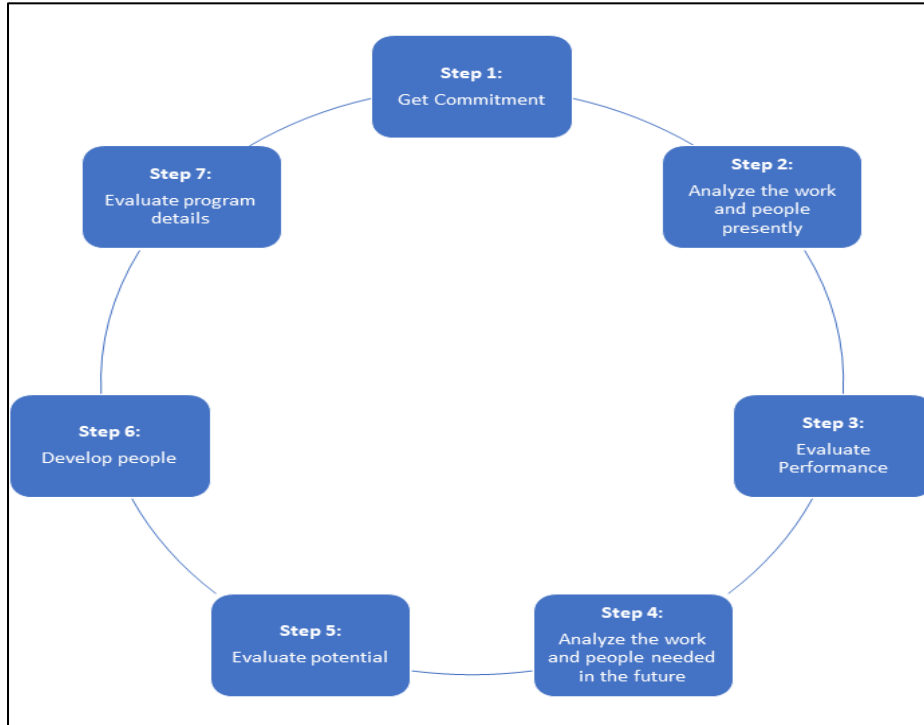 Step 1:
Get Commitment
Step 2:
Analyze the work
and people
presently
Step 3:
Evaluate
Performance
Step 4:
Analyze the work
and people needed
in the future
Step 5:
Evaluate potential
Step 6:
Develop people
Step 7:
Evaluate program
details